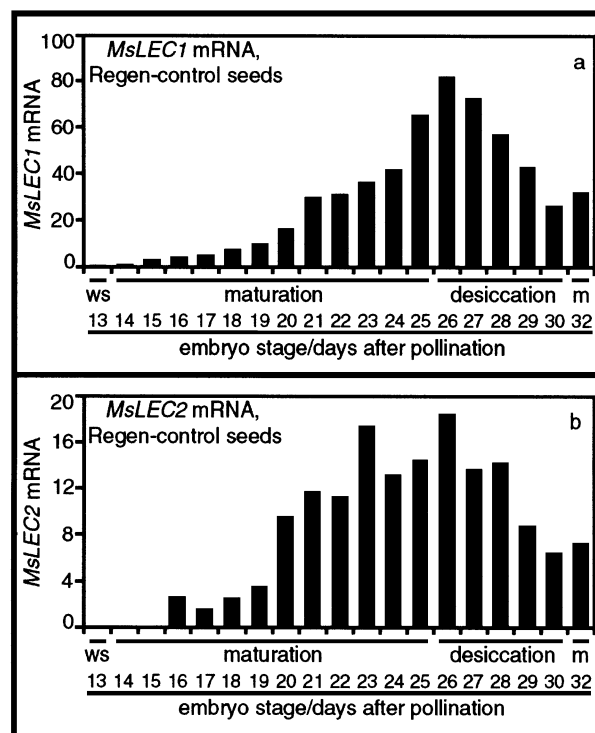 MsLEC1 mRNA,
Regen-control seeds
a
MsLEC1 mRNA
100
80
60
40
20
0
ws maturation desiccation m
13 14 15 16 17 18 19 20 21 22 23 24 25 26 27 28 29 30 32
embryo stage/days after pollination
MsLEC2 mRNA,
Regen-control seeds
b
MsLEC2 mRNA
20
16
12
8
4
0
ws maturation desiccation m
13 14 15 16 17 18 19 20 21 22 23 24 25 26 27 28 29 30 32
embryo stage/days after pollination